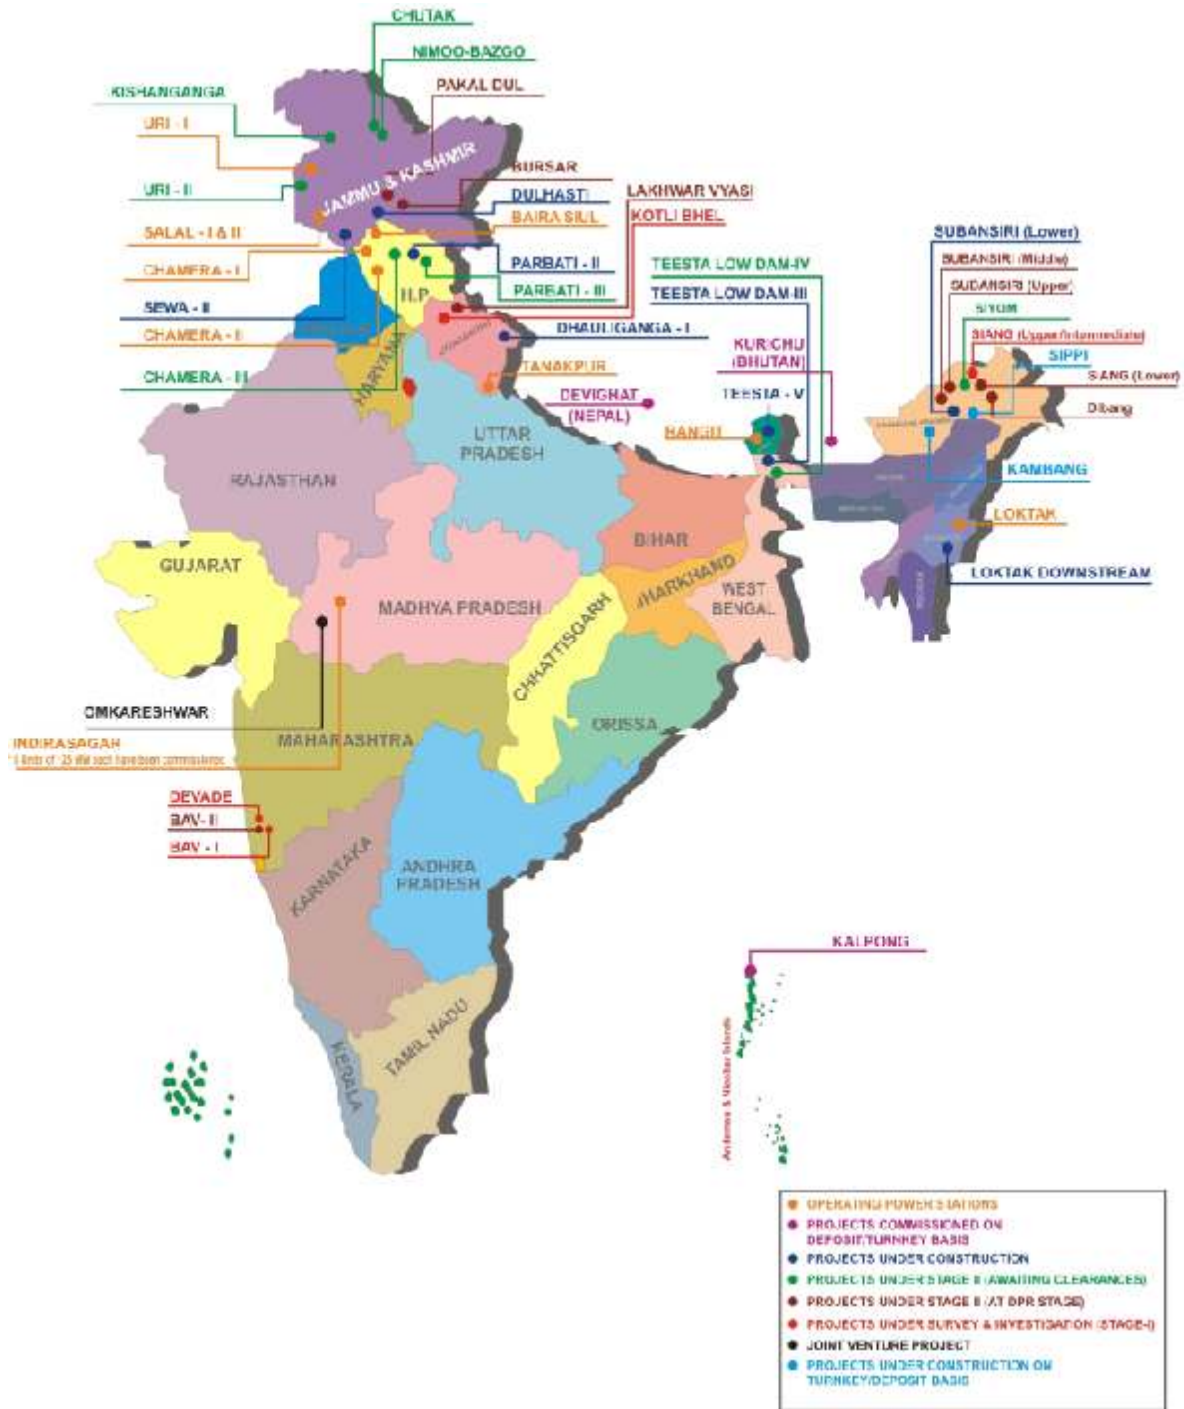 CHUTAK
NIMOO-BAZGO
PAKAL DUL
KISHANGANGA
URI - I
URI - II
JAMMU & KASHMIR
BURSAR
DULHASTI
LAKHWAR VYASI
SALAL - I & II
BAIRA SIUL
KOTLI BHEL
CHAMERA - I
PARBATI - II
PARBATI - III
H.P
SEWA - II
CHAMERA - II
DHAULIGANGA - I
CHAMERA - III
HARYANA
TANAKPUR
TEESTA LOW DAM-IV
TEESTA LOW DAM-III
KURICHU
(BHUTAN)
DEVIGHAT
(NEPAL)
TEESTA - V
RANGIT
SUBANSIRI (Lower)
SUBANSIRI (Middle)
SUBANSIRI (Upper)
SIYOM
SIANG (Upper/Intermediate)
SIPPI
SIANG (Lower)
Dibang
KAMBANG
LOKTAK
LOKTAK DOWNSTREAM
UTTAR
PRADESH
RAJASTHAN
BIHAR
GUJARAT
JHARKHAND
WEST
BENGAL
MADHYA PRADESH
CHHATTISGARH
ORISSA
OMKARESHWAR
MAHARASHTRA
INDIRASAGAR
DEVADE
BAV- II
BAV - I
KARNATAKA
ANDHRA
PRADESH
KALPONG
TAMIL NADU
KERALA
Andaman & Nicobar Islands
OPERATING POWER STATIONS
PROJECTS COMMISSIONED ON
DEPOSIT/TURNKEY BASIS
PROJECTS UNDER CONSTRUCTION
PROJECTS UNDER STAGE II (AWAITING CLEARANCES)
PROJECTS UNDER STAGE II (AT DPR STAGE)
PROJECTS UNDER SURVEY & INVESTIGATION (STAGE-I)
JOINT VENTURE PROJECT
PROJECTS UNDER CONSTRUCTION ON
TURNKEY/DEPOSIT BASIS